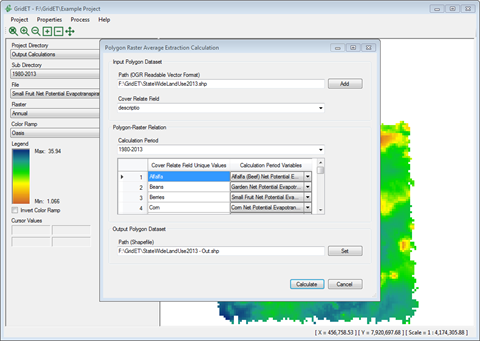 GridET - F:\GridET\Example Project
Project Properties Process Help
Project Directory
Output Calculations
Sub Directory
1980-2013
File
Small Fruit Net Potential Evapotranspira
Raster
Annual
Color Ramp
Oasis
Legend
Max: 35.94
Min: 1.066
Invert Color Ramp
Cursor Values
Polygon Raster Average Extraction Calculation
Input Polygon Dataset
Path (OGR Readable Vector Format)
F:\GridET\StateWideLandUse2013.shp
Add
Cover Relate Field
descriptio
Polygon-Raster Relation
Calculation Period
1980-2013
Cover Relate Field Unique Values Calculation Period Variables
1 Alfalfa Alfalfa (Beef) Net Potential E...
2 Beans Garden Net Potential Evapotr...
3 Berries Small Fruit Net Potential Eva...
4 Corn Corn Net Potential Evapotran...
Output Polygon Dataset
Path (Shapefile)
F:\GridET\StateWideLandUse2013 - Out.shp
Set
Calculate Cancel
[ X = 456,758.53 ] [ Y = 7,920,697.68 ] [ Scale = 1 : 4,174,305.88 ]